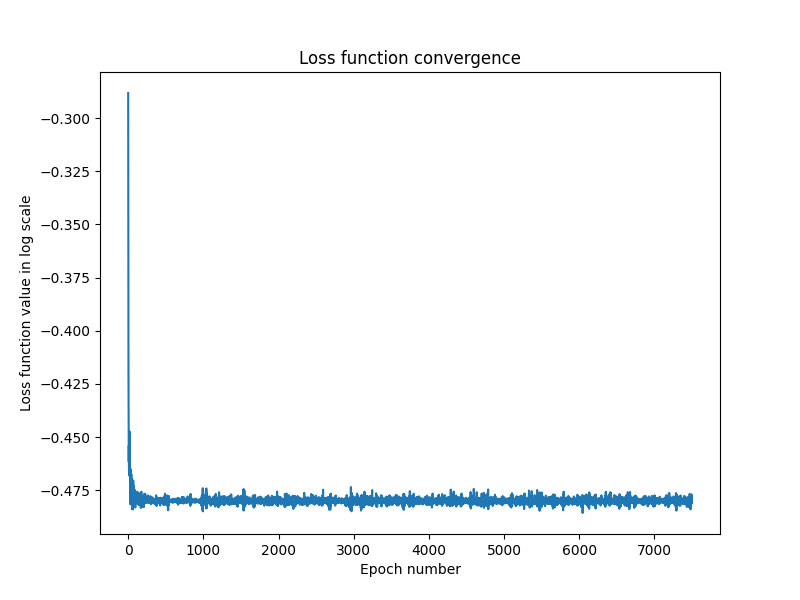 Loss function convergence
Loss function value in log scale
−0.300
−0.325
−0.350
−0.375
−0.400
−0.425
−0.450
−0.475
0 1000 2000 3000 4000 5000 6000 7000
Epoch number